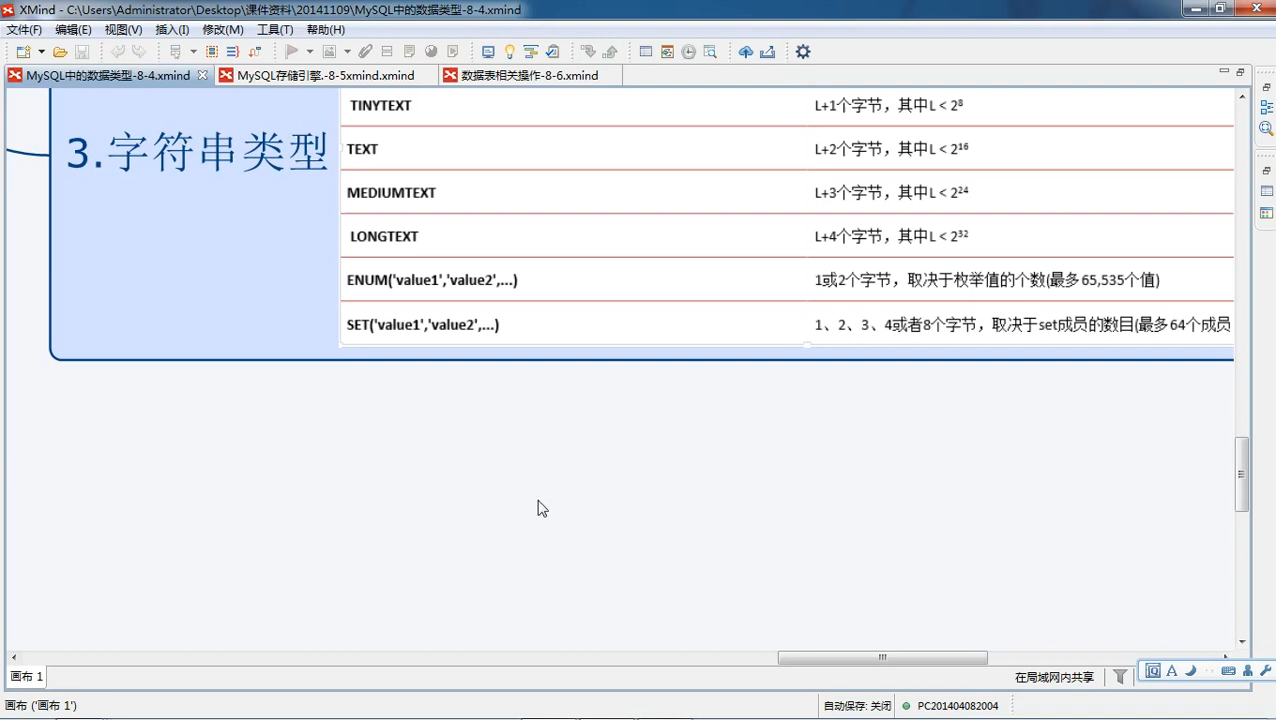 XMind - C:\Users\Administrator\Desktop\课件资料\20141109\MySQL中的数据类型-8-4.xmind
文件(F) 编辑(E) 视图(V) 插入(I) 修改(M) 工具(T) 帮助(H)
MySQL中的数据类型-8-4.xmind MySQL存储引擎.-8-5xmind.xmind 数据表相关操作-8-6.xmind
3.字符串类型
TINYTEXT L+1个字节，其中L < 2⁸
TEXT L+2个字节，其中L < 2¹⁶
MEDIUMTEXT L+3个字节，其中L < 2²⁴
LONGTEXT L+4个字节，其中L < 2³²
ENUM('value1','value2',...) 1或2个字节，取决于枚举值的个数(最多65,535个值)
SET('value1','value2',...) 1、2、3、4或者8个字节，取决于set成员的数目(最多64个成员
画布 1 在局域网内共享
画布 ('画布 1') 自动保存: 关闭 PC201404082004